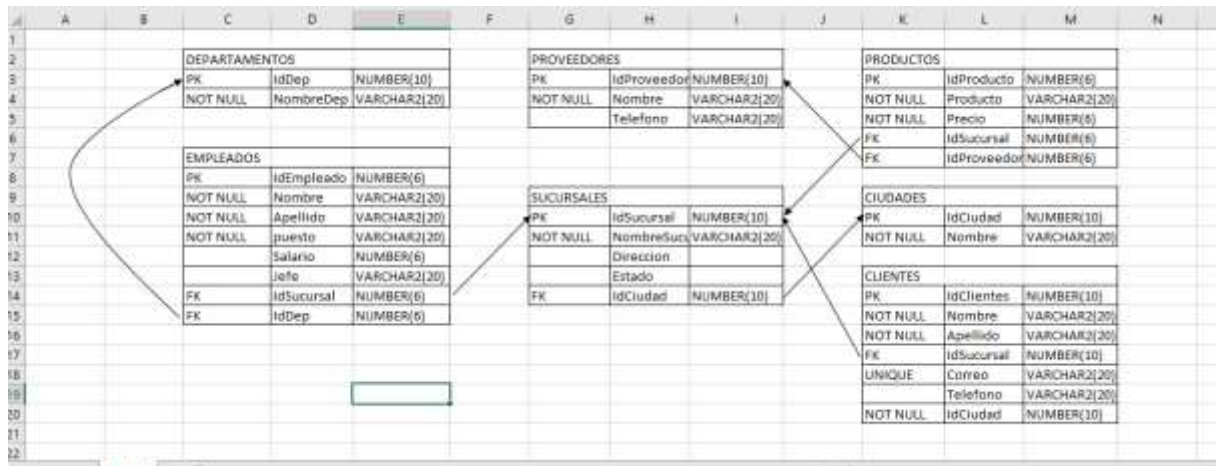 A B C D E F G H I J K L M N
1
2 DEPARTAMENTOS PROVEEDORES PRODUCTOS
3 PK IdDep NUMBER(10) PK IdProveedor NUMBER(10) PK IdProducto NUMBER(6)
4 NOT NULL NombreDep VARCHAR2(20) NOT NULL Nombre VARCHAR2(20) NOT NULL Producto VARCHAR2(20)
5 Telefono VARCHAR2(20) NOT NULL Precio NUMBER(6)
6 FK IdSucursal NUMBER(6)
7 EMPLEADOS FK IdProveedor NUMBER(6)
8 PK IdEmpleado NUMBER(6)
9 NOT NULL Nombre VARCHAR2(20) SUCURSALES CIUDADES
10 NOT NULL Apellido VARCHAR2(20) PK IdSucursal NUMBER(10) PK IdCiudad NUMBER(10)
11 NOT NULL puesto VARCHAR2(20) NOT NULL NombreSucu VARCHAR2(20) NOT NULL Nombre VARCHAR2(20)
12 Salario NUMBER(6) Direccion
13 Jefe VARCHAR2(20) Estado CLIENTES
14 FK IdSucursal NUMBER(6) FK IdCiudad NUMBER(10) PK IdClientes NUMBER(10)
15 FK IdDep NUMBER(6) NOT NULL Nombre VARCHAR2(20)
16 NOT NULL Apellido VARCHAR2(20)
17 FK IdSucursal NUMBER(10)
18 UNIQUE Correo VARCHAR2(20)
19 Telefono VARCHAR2(20)
20 NOT NULL IdCiudad NUMBER(10)
21
22